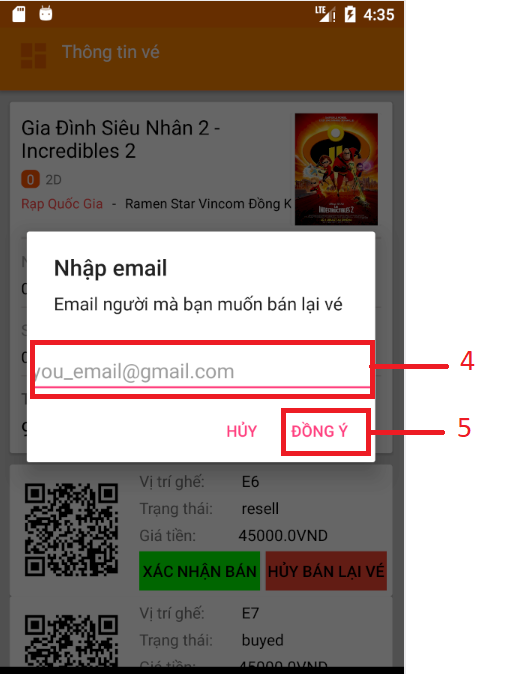 LTE 4:35
Thông tin vé
Gia Đình Siêu Nhân 2 -
Incredibles 2
0 2D
Rạp Quốc Gia - Ramen Star Vincom Đồng K
Nhập email
Email người mà bạn muốn bán lại vé
you_email@gmail.com
4
HỦY ĐỒNG Ý
5
Vị trí ghế: E6
Trạng thái: resell
Giá tiền: 45000.0VND
XÁC NHẬN BÁN HỦY BÁN LẠI VÉ
Vị trí ghế: E7
Trạng thái: buyed
Giá tiền: 45000.0VND